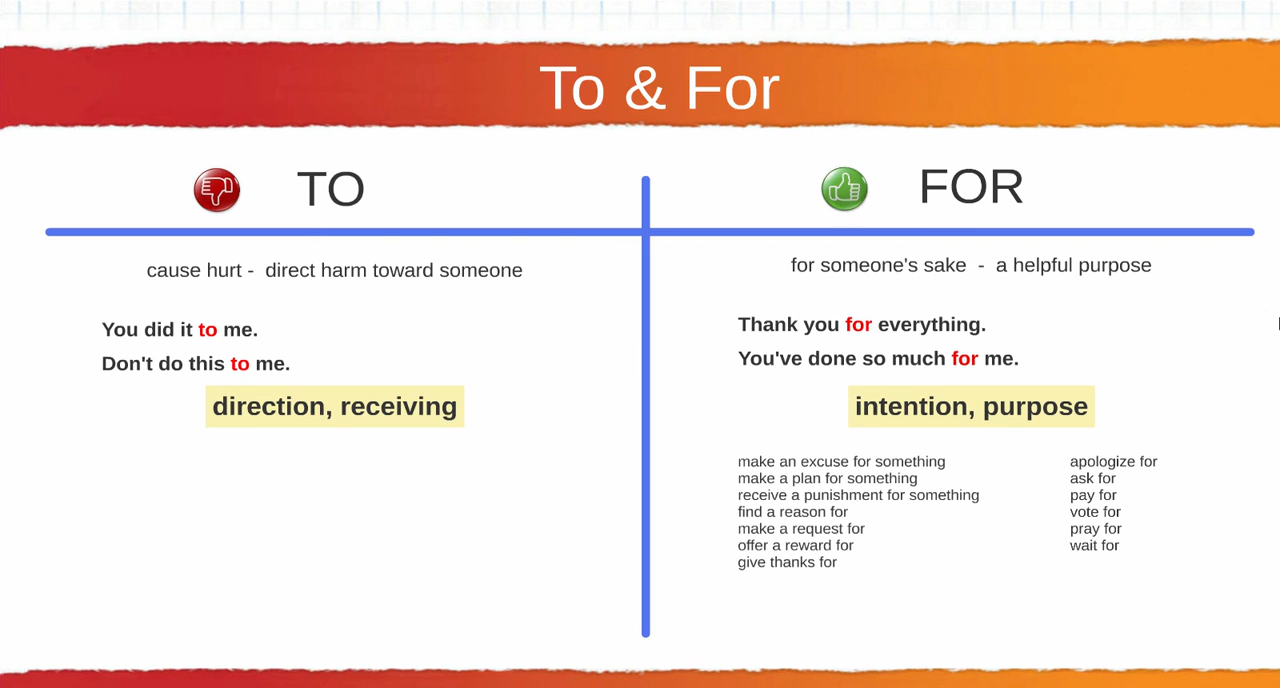 To & For
TO
cause hurt - direct harm toward someone
You did it to me.
Don't do this to me.
direction, receiving
FOR
for someone's sake - a helpful purpose
Thank you for everything.
You've done so much for me.
intention, purpose
make an excuse for something
make a plan for something
receive a punishment for something
find a reason for
make a request for
offer a reward for
give thanks for
apologize for
ask for
pay for
vote for
pray for
wait for